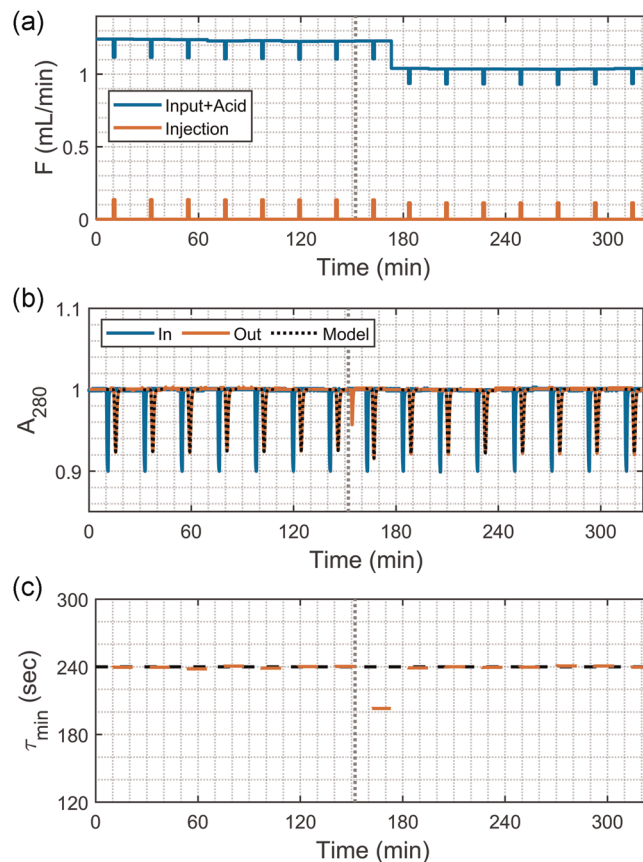 (a)
F (mL/min)
1
0.5
0
Input+Acid
Injection
0 60 120 180 240 300
Time (min)
(b)
A280
1.1
1
0.9
In Out Model
0 60 120 180 240 300
Time (min)
(c)
τmin (sec)
300
240
180
120
0 60 120 180 240 300
Time (min)